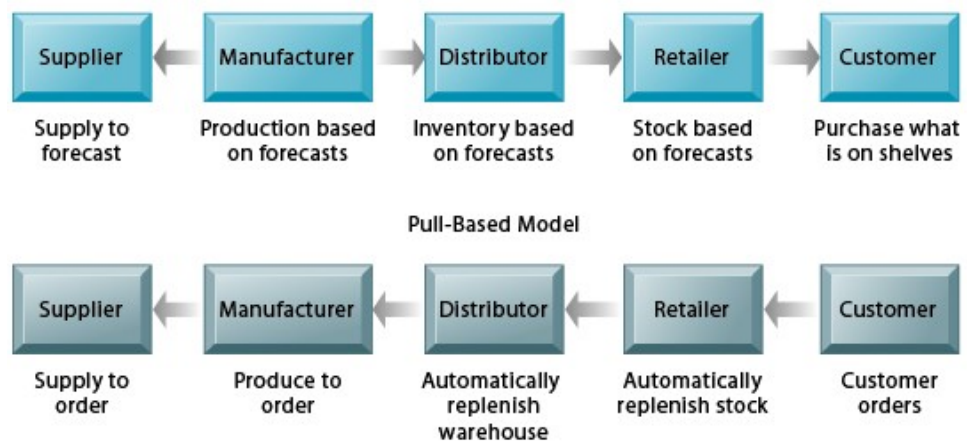 Supplier
Manufacturer
Distributor
Retailer
Customer
Supply to
forecast
Production based
on forecasts
Inventory based
on forecasts
Stock based
on forecasts
Purchase what
is on shelves
Pull-Based Model
Supplier
Manufacturer
Distributor
Retailer
Customer
Supply to
order
Produce to
order
Automatically
replenish
warehouse
Automatically
replenish stock
Customer
orders